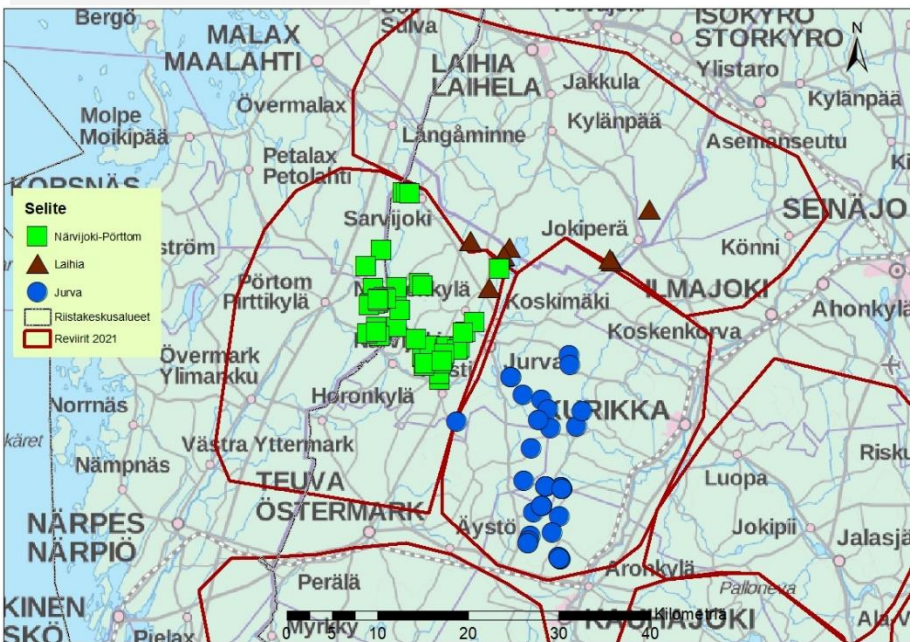 Bergö
Sulva
ISOKYRÖ
STORKYRO
MALAX
MAALAHTI
LAIHIA
LAIHELA
Ylistaro
N
Jakkula
Kylänpää
Övermalax
Molpe
Moikipää
Långåminne
Kylänpää
Asemanseutu
Petalax
Petolahti
KORSNÄS
Selite
Närvijoki-Pörttom
Laihia
Jurva
Riistakeskusalueet
Reviirit 2021
Sarvijoki
Jokiperä
SEINÄJO
Könni
Pörtom
Pirttikylä
Koskimäki
ILMAJOKI
Ahonkylä
Koskenkorva
Övermark
Ylimarkku
Jurva
Horonkylä
KURIKKA
Norrnäs
Västra Yttermark
Nämpnäs
Luopa
Risku
TEUVA
ÖSTERMARK
NÄRPES
NÄRPIÖ
Äystö
Jokipii
Jalasjä
Aronkylä
Perälä
Palloneva
KINEN
SKÖ
Pjelax
Myrkky
KAUHAJOKI
Kilometriä
0 10 20 30 40